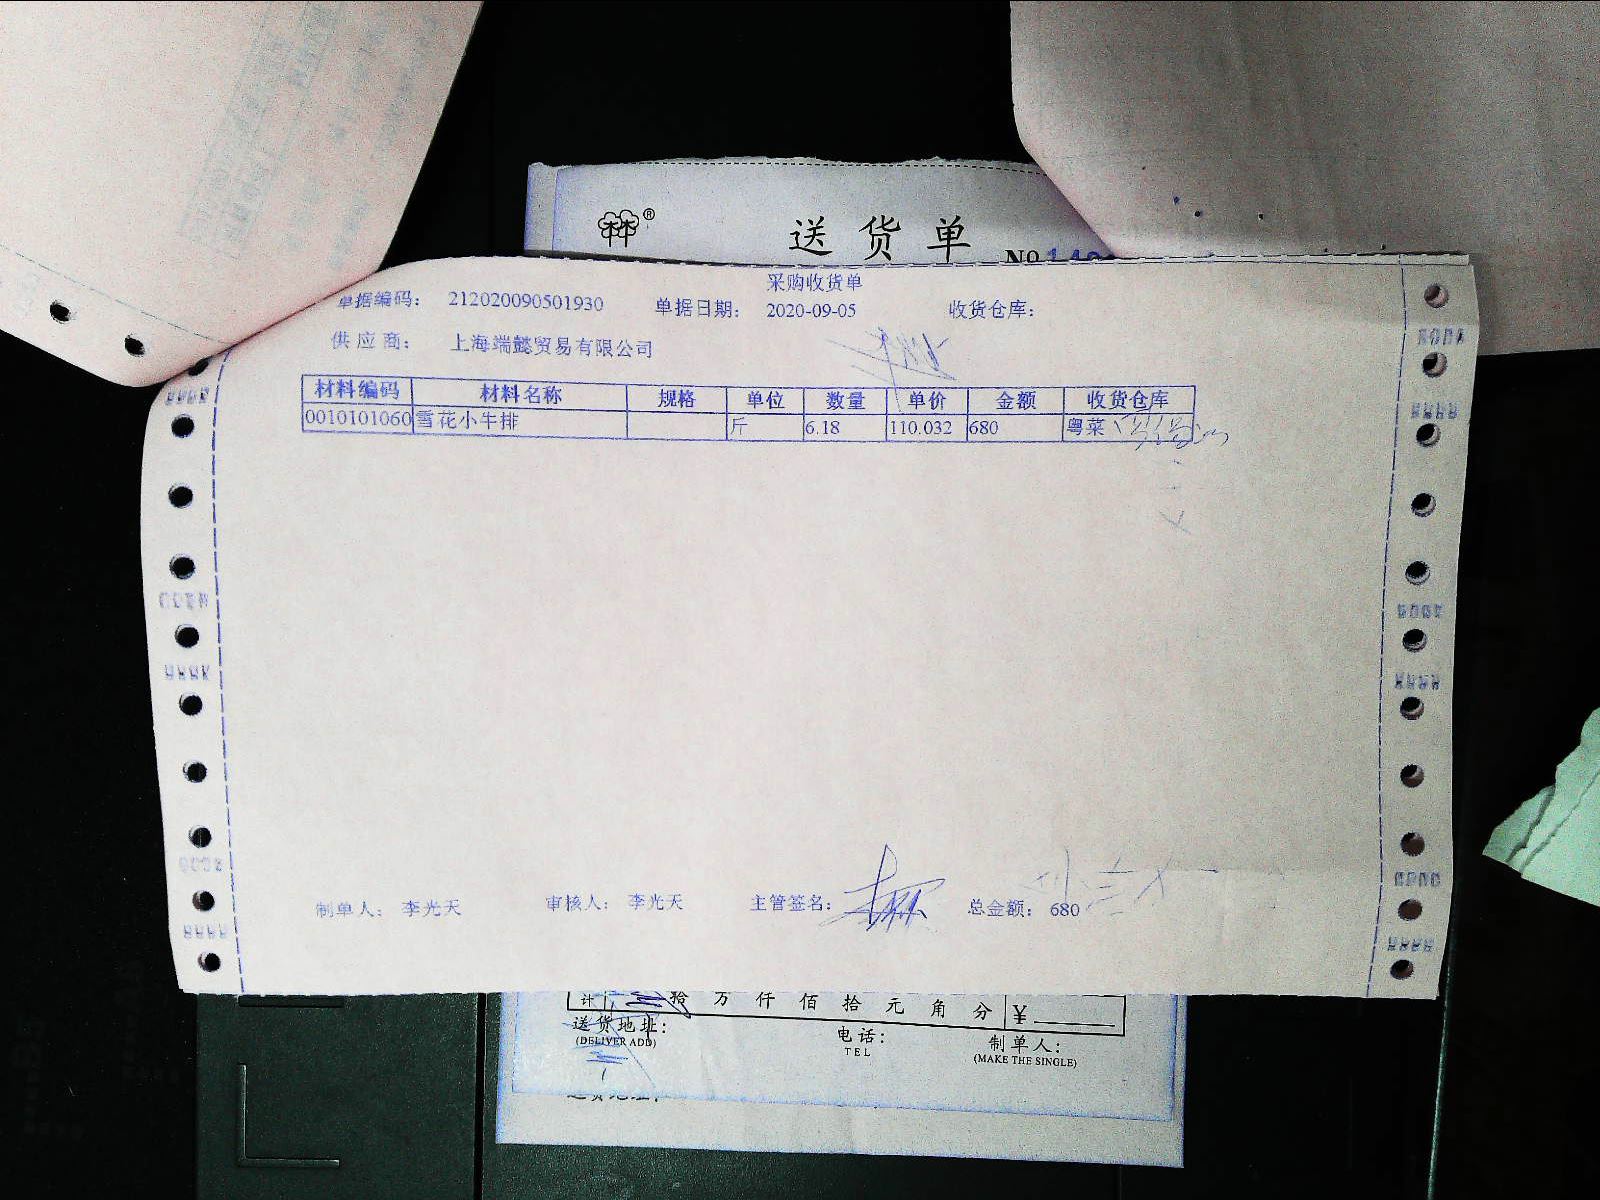 林®
送货单
№
采购收货单
单据编码： 212020090501930 单据日期： 2020-09-05 收货仓库：
供应商： 上海端懿贸易有限公司
材料编码 材料名称 规格 单位 数量 单价 金额 收货仓库
0010101060 雪花小牛排 斤 6.18 110.032 680 粤菜
制单人： 李光天 审核人： 李光天 主管签名： 总金额： 680
计 拾 万 仟 佰 拾 元 角 分 ¥
送货地址： 电话： 制单人：
(DELIVER ADD) TEL (MAKE THE SINGLE)